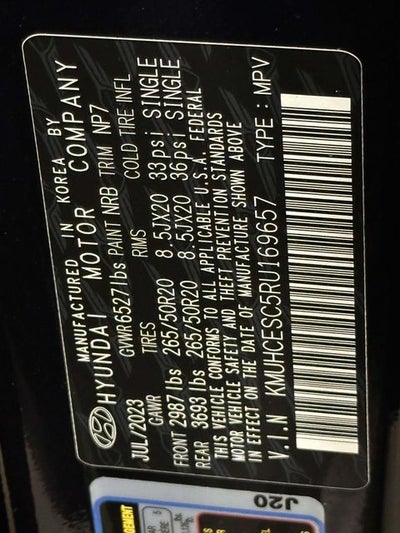 MANUFACTURED IN KOREA BY
HYUNDAI MOTOR COMPANY
JUL/2023 GVWR6527lbs PAINT NRB TRIM NP7
GAWR TIRES RIMS COLD TIRE INFL
FRONT 2987 lbs 265/50R20 8.5JX20 33psi SINGLE
REAR 3693 lbs 265/50R20 8.5JX20 36psi SINGLE
THIS VEHICLE CONFORMS TO ALL APPLICABLE U.S.A. FEDERAL
MOTOR VEHICLE SAFETY AND THEFT PREVENTION STANDARDS
IN EFFECT ON THE DATE OF MANUFACTURE SHOWN ABOVE
V.I.N KMUHCESC5RU169657 TYPE : MPV
J20